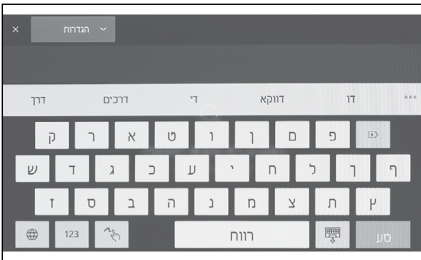 הגדרות
דו דווקא די דרכים דרך
פ ם ן ו ט א ר ק
ף ך ל ח י ע כ ג ד ש
ץ ת צ מ נ ה ב ס ז
סע רווח 123